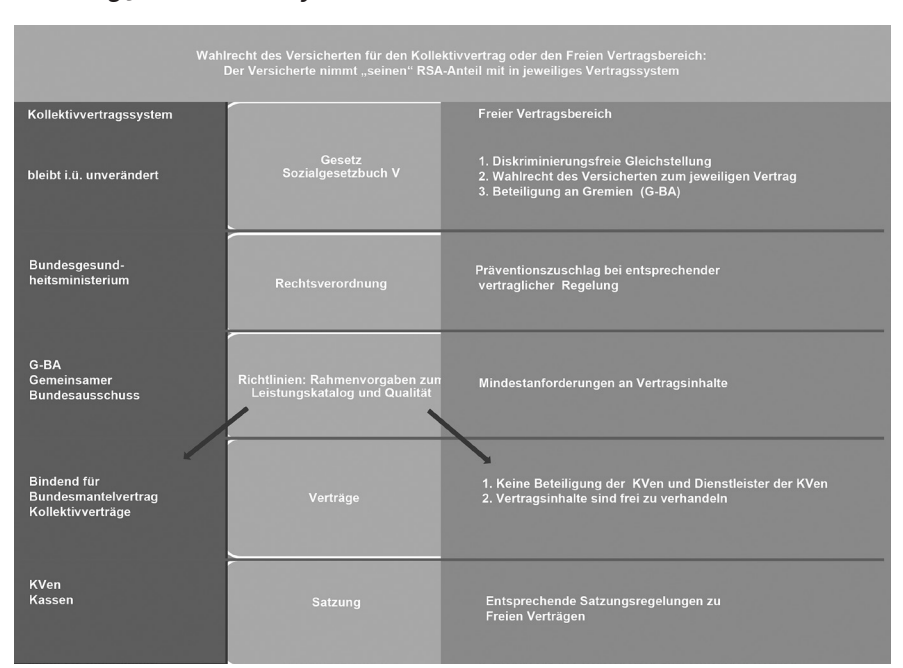 Wahlrecht des Versicherten für den Kollektivvertrag oder den Freien Vertragsbereich:
Der Versicherte nimmt „seinen“ RSA-Anteil mit in jeweiliges Vertragssystem
Kollektivvertragssystem
bleibt i.ü. unverändert
Gesetz
Sozialgesetzbuch V
Freier Vertragsbereich
1. Diskriminierungsfreie Gleichstellung
2. Wahlrecht des Versicherten zum jeweiligen Vertrag
3. Beteiligung an Gremien (G-BA)
Bundesgesund-
heitsministerium
Rechtsverordnung
Präventionszuschlag bei entsprechender
vertraglicher Regelung
G-BA
Gemeinsamer
Bundesausschuss
Richtlinien: Rahmenvorgaben zum
Leistungskatalog und Qualität
Mindestanforderungen an Vertragsinhalte
Bindend für
Bundesmantelvertrag
Kollektivverträge
Verträge
1. Keine Beteiligung der KVen und Dienstleister der KVen
2. Vertragsinhalte sind frei zu verhandeln
KVen
Kassen
Satzung
Entsprechende Satzungsregelungen zu
Freien Verträgen